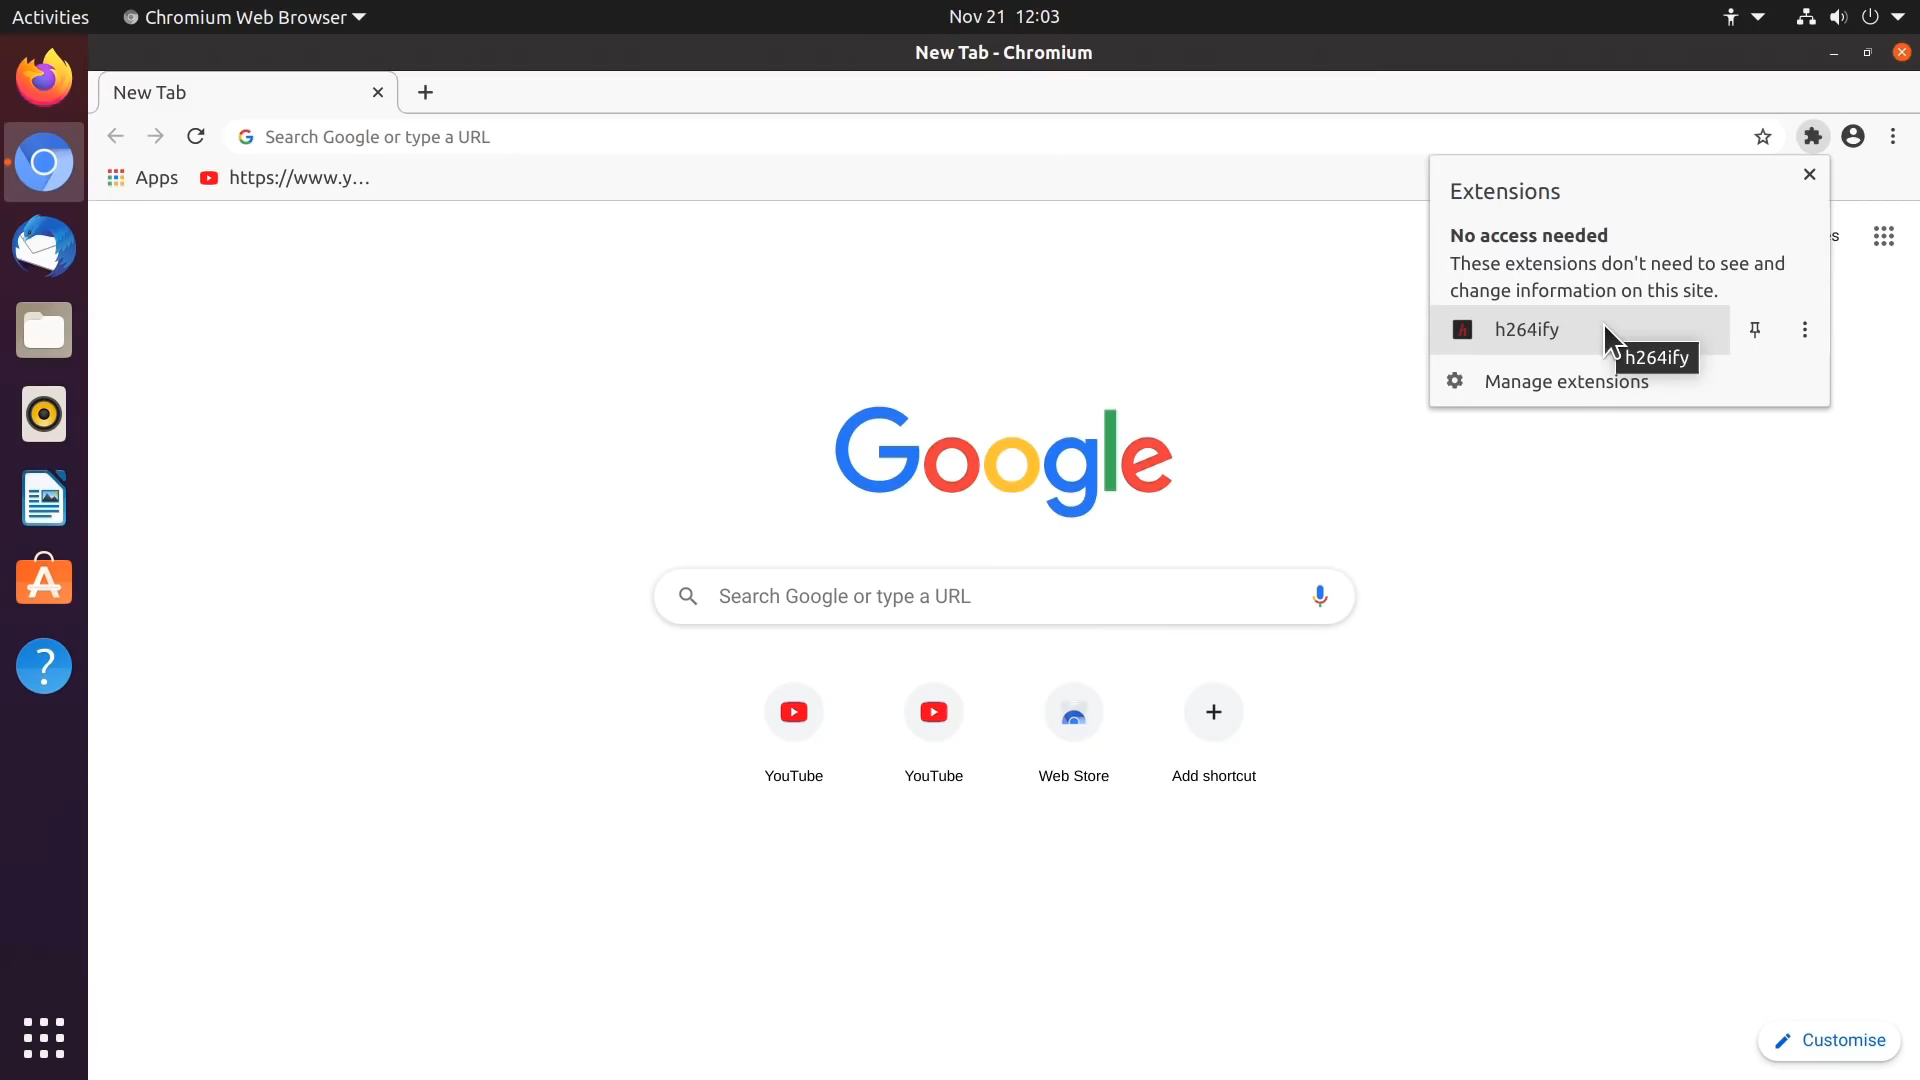 Activities
Chromium Web Browser
Nov 21 12:03
New Tab - Chromium
New Tab
Search Google or type a URL
Apps
https://www.y...
Extensions
No access needed
These extensions don't need to see and
change information on this site.
h264ify
h264ify
Manage extensions
Google
Search Google or type a URL
YouTube
YouTube
Web Store
Add shortcut
Customise